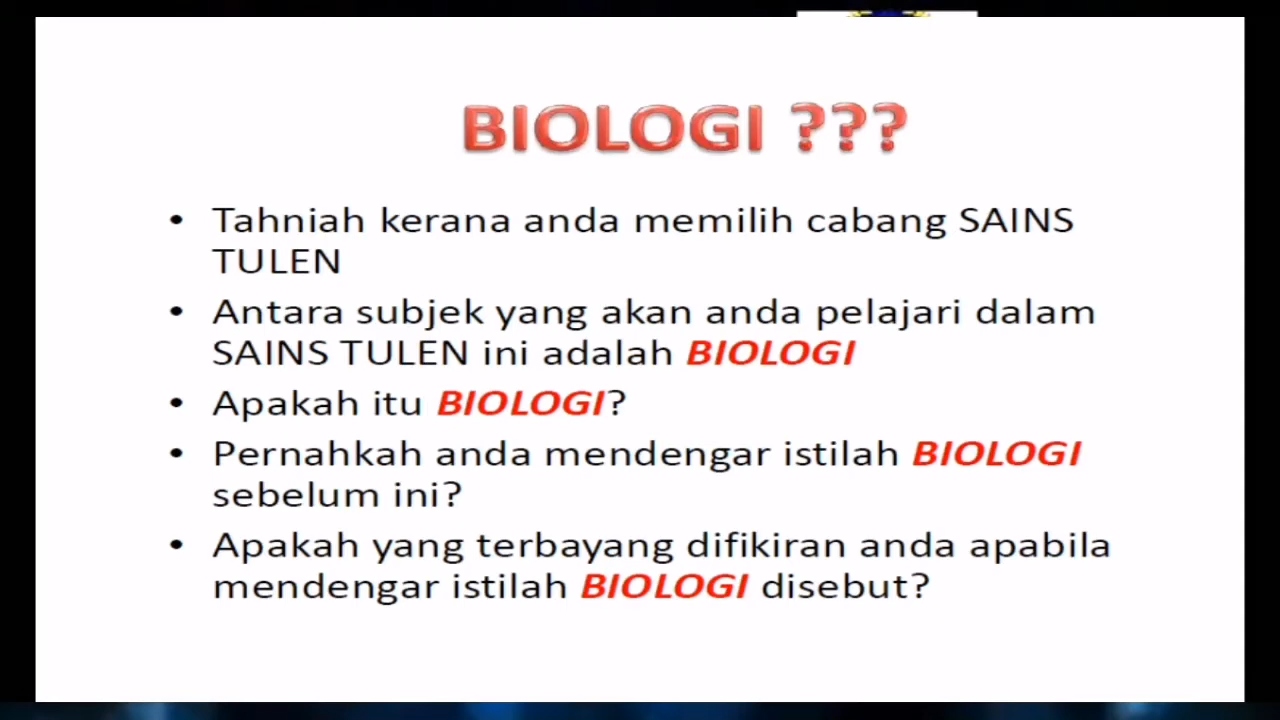 BIOLOGI ???
• Tahniah kerana anda memilih cabang SAINS
TULEN
• Antara subjek yang akan anda pelajari dalam
SAINS TULEN ini adalah BIOLOGI
• Apakah itu BIOLOGI?
• Pernahkah anda mendengar istilah BIOLOGI
sebelum ini?
• Apakah yang terbayang difikiran anda apabila
mendengar istilah BIOLOGI disebut?